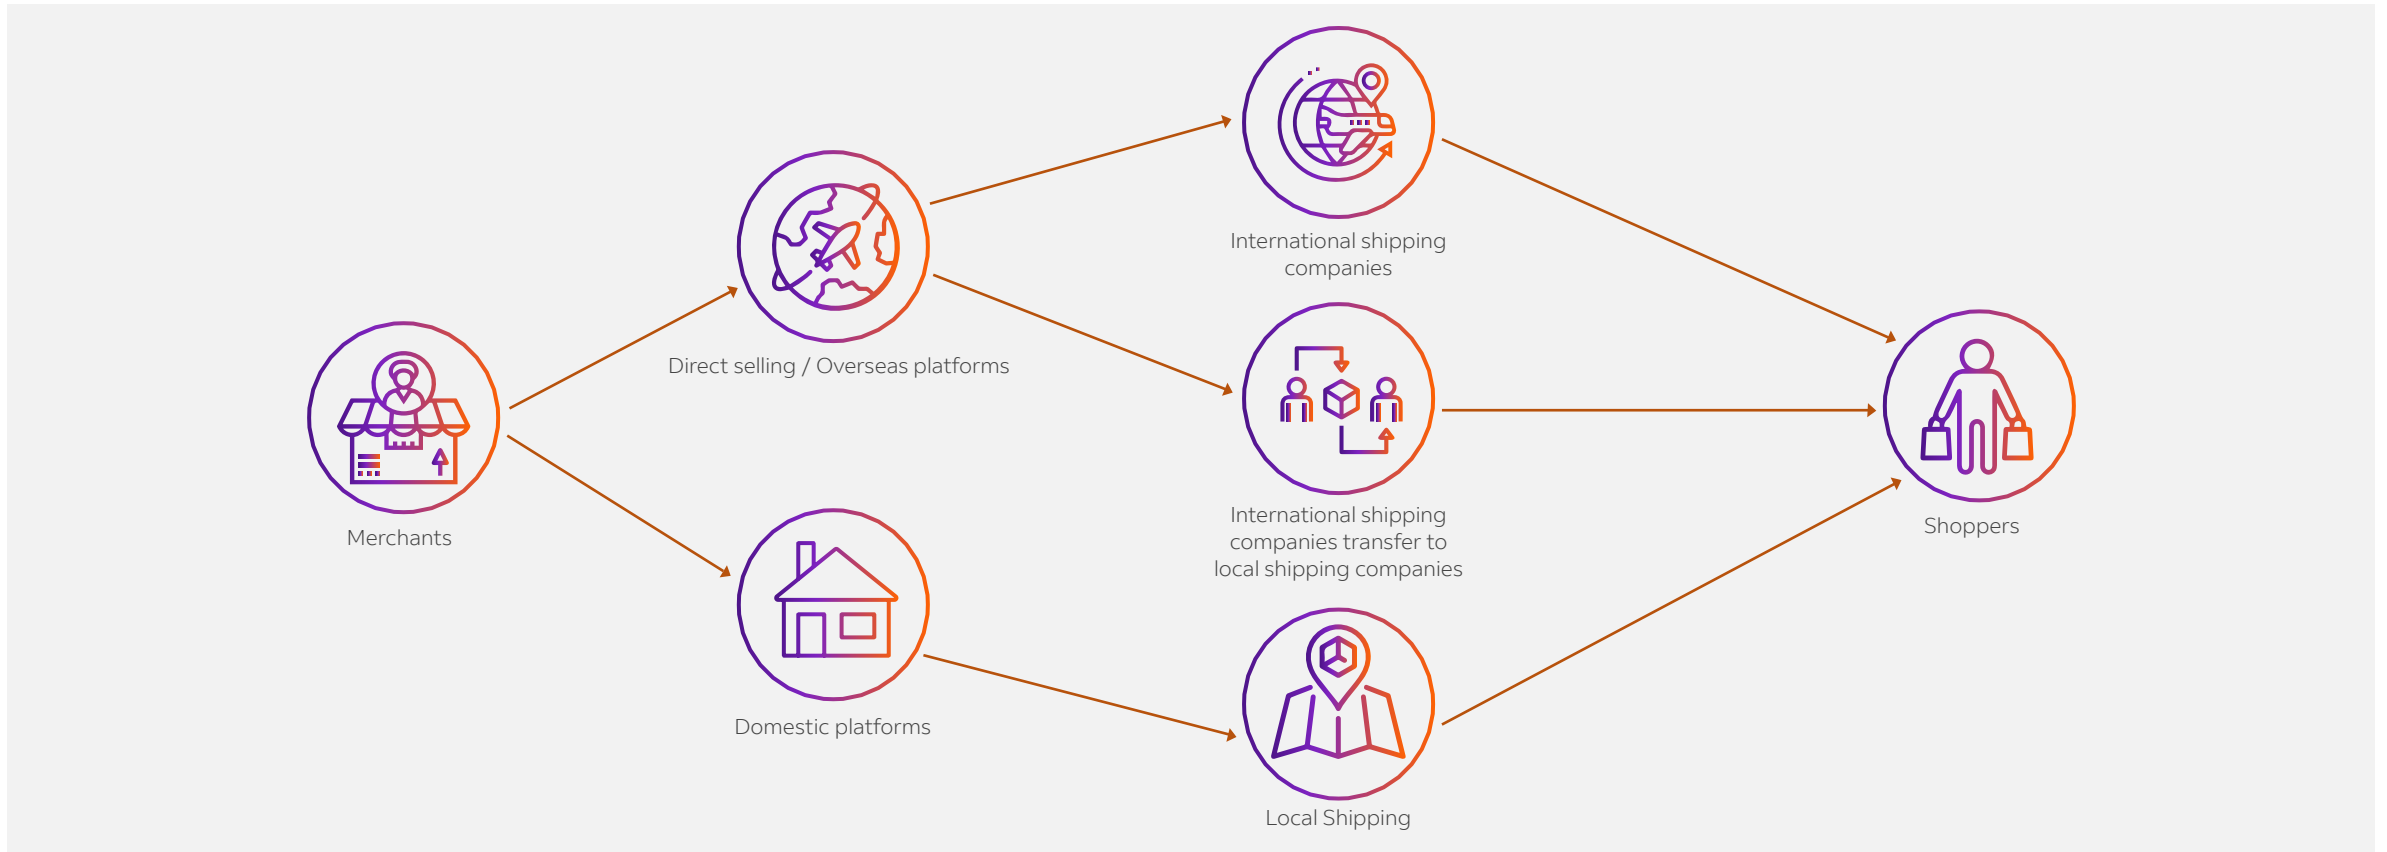 International shipping
companies
Direct selling / Overseas platforms
Merchants
International shipping
companies transfer to
local shipping companies
Shoppers
Domestic platforms
Local Shipping